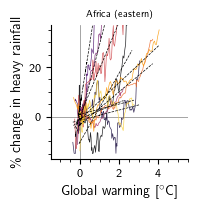 Africa (eastern)
% change in heavy rainfall
20
0
0
2
4
Global warming [°C]